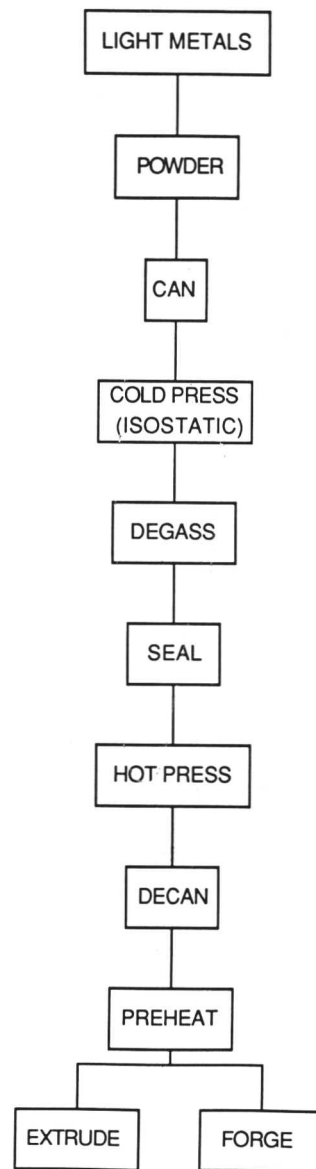 LIGHT METALS
POWDER
CAN
COLD PRESS
(ISOSTATIC)
DEGASS
SEAL
HOT PRESS
DECAN
PREHEAT
EXTRUDE
FORGE